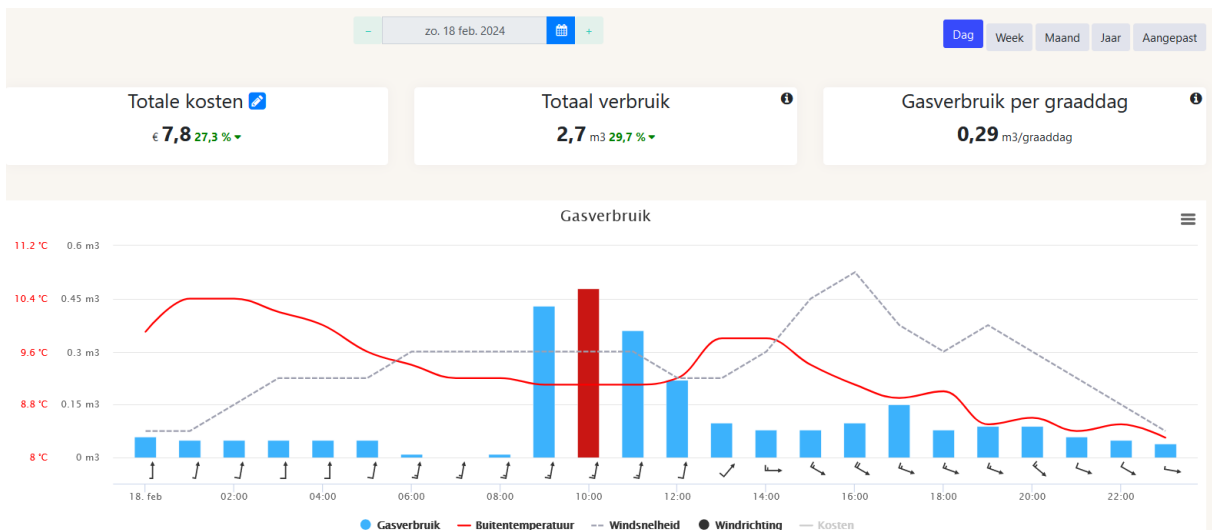 − zo. 18 feb. 2024 +
Dag Week Maand Jaar Aangepast
Totale kosten
€ 7,8 27,3 %
Totaal verbruik
2,7 m3 29,7 %
Gasverbruik per graaddag
0,29 m3/graaddag
Gasverbruik
11.2 °C 0.6 m3
10.4 °C 0.45 m3
9.6 °C 0.3 m3
8.8 °C 0.15 m3
8 °C 0 m3
18. feb 02:00 04:00 06:00 08:00 10:00 12:00 14:00 16:00 18:00 20:00 22:00
Gasverbruik Buitentemperatuur Windsnelheid Windrichting Kosten